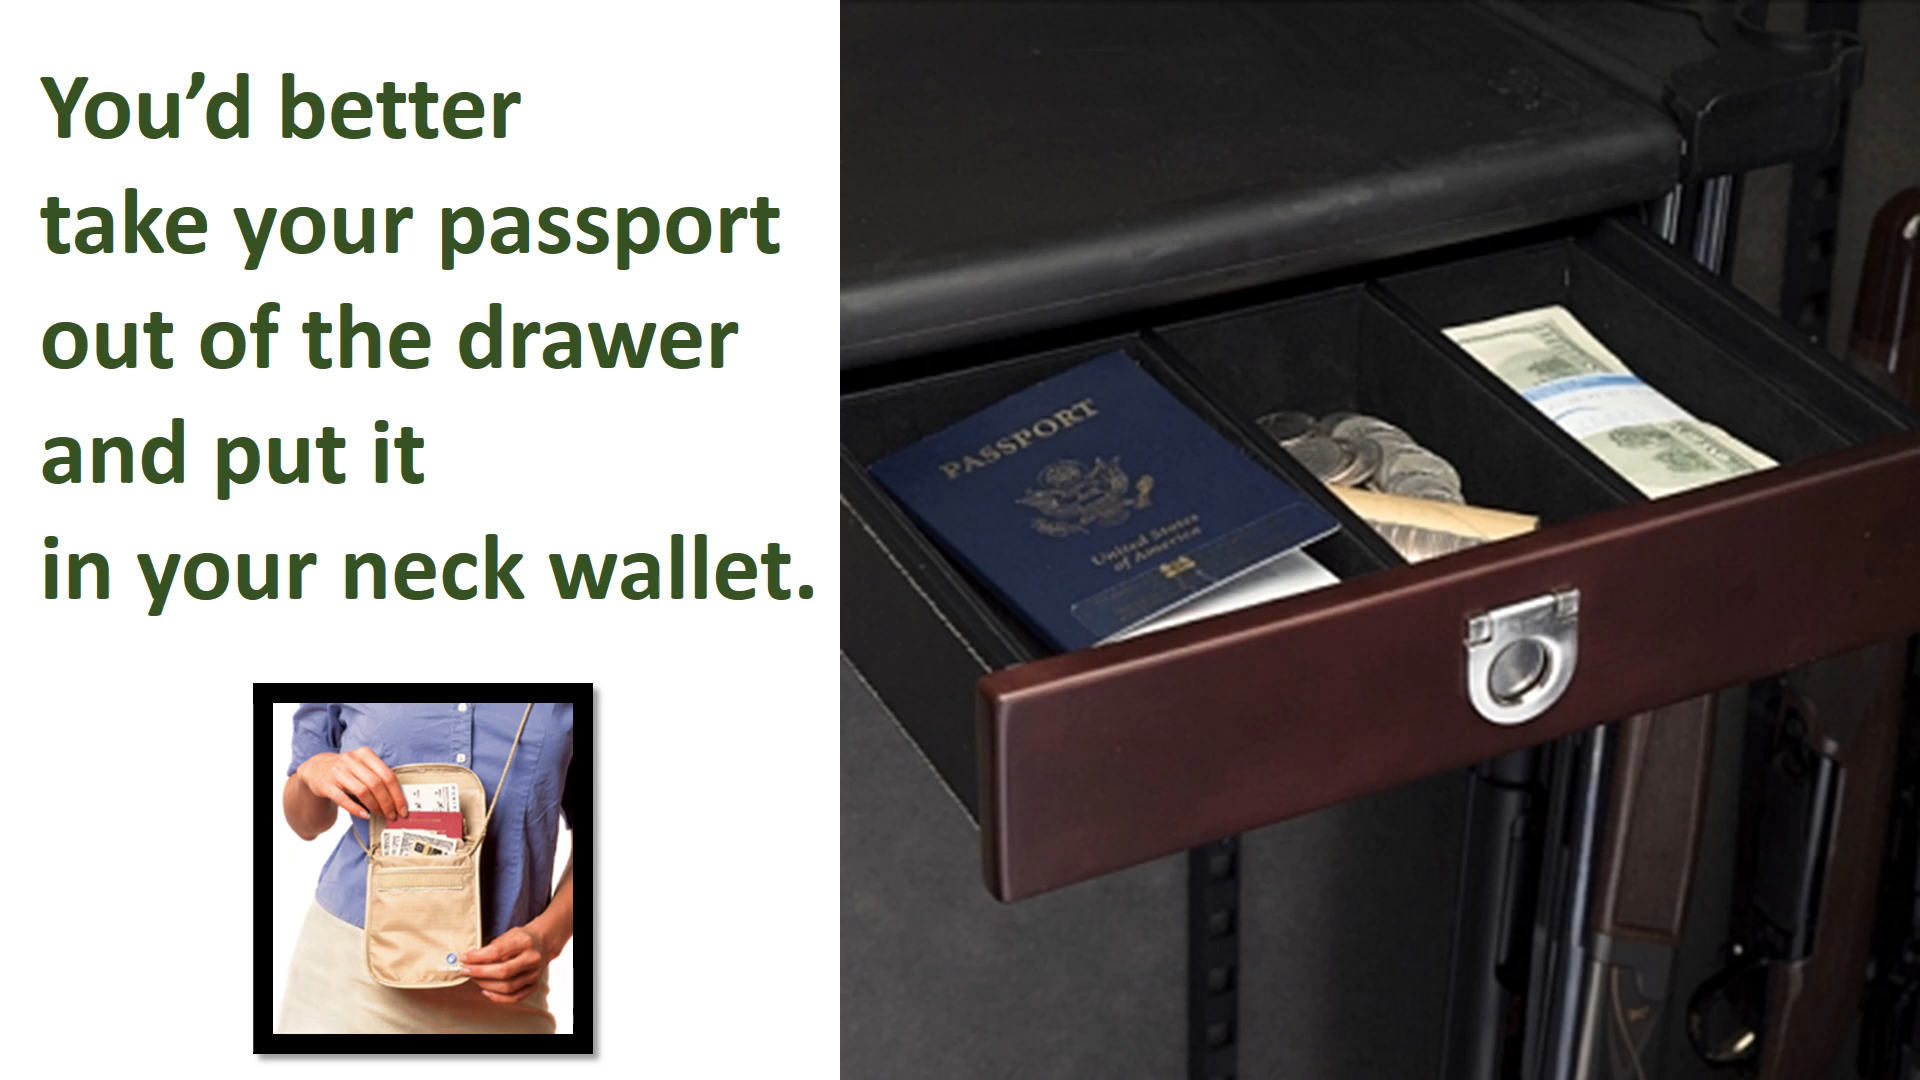 You’d better
take your passport
out of the drawer
and put it
in your neck wallet.
PASSPORT
United States
of America